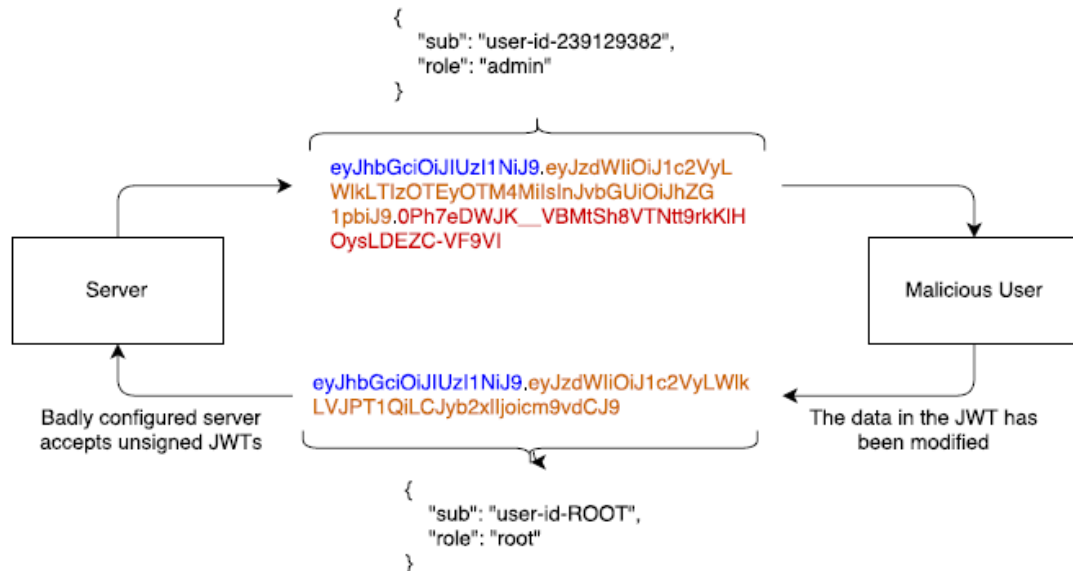 {
"sub": "user-id-239129382",
"role": "admin"
}
eyJhbGciOiJIUzI1NiJ9.eyJzdWIiOiJ1c2VyL
WlkLTIzOTEyOTM4MiIsInJvbGUiOiJhZG
1pbiJ9.0Ph7eDWJK__VBMtSh8VTNtt9rkKlH
OysLDEZC-VF9VI
Server
Malicious User
eyJhbGciOiJIUzI1NiJ9.eyJzdWIiOiJ1c2VyLWlk
LVJPT1QiLCJyb2xlIjoicm9vdCJ9
Badly configured server
accepts unsigned JWTs
The data in the JWT has
been modified
{
"sub": "user-id-ROOT",
"role": "root"
}